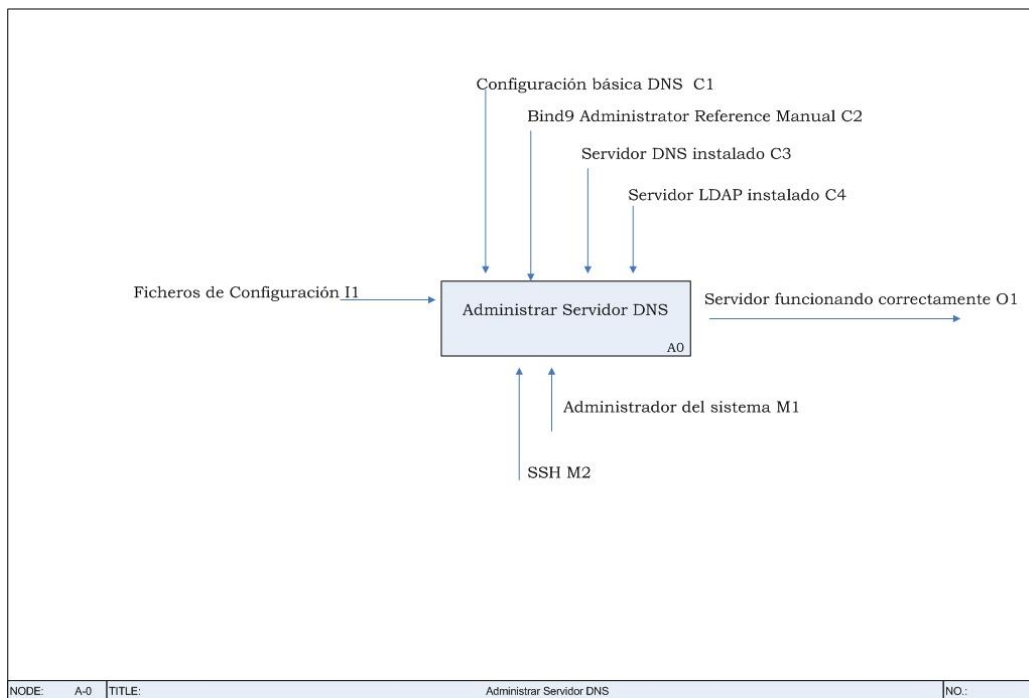 Configuración básica DNS  C1
Bind9 Administrator Reference Manual C2
Servidor DNS instalado C3
Servidor LDAP instalado C4
Ficheros de Configuración I1
Administrar Servidor DNS
A0
Servidor funcionando correctamente O1
Administrador del sistema M1
SSH M2
NODE: A-0 TITLE: Administrar Servidor DNS NO.: